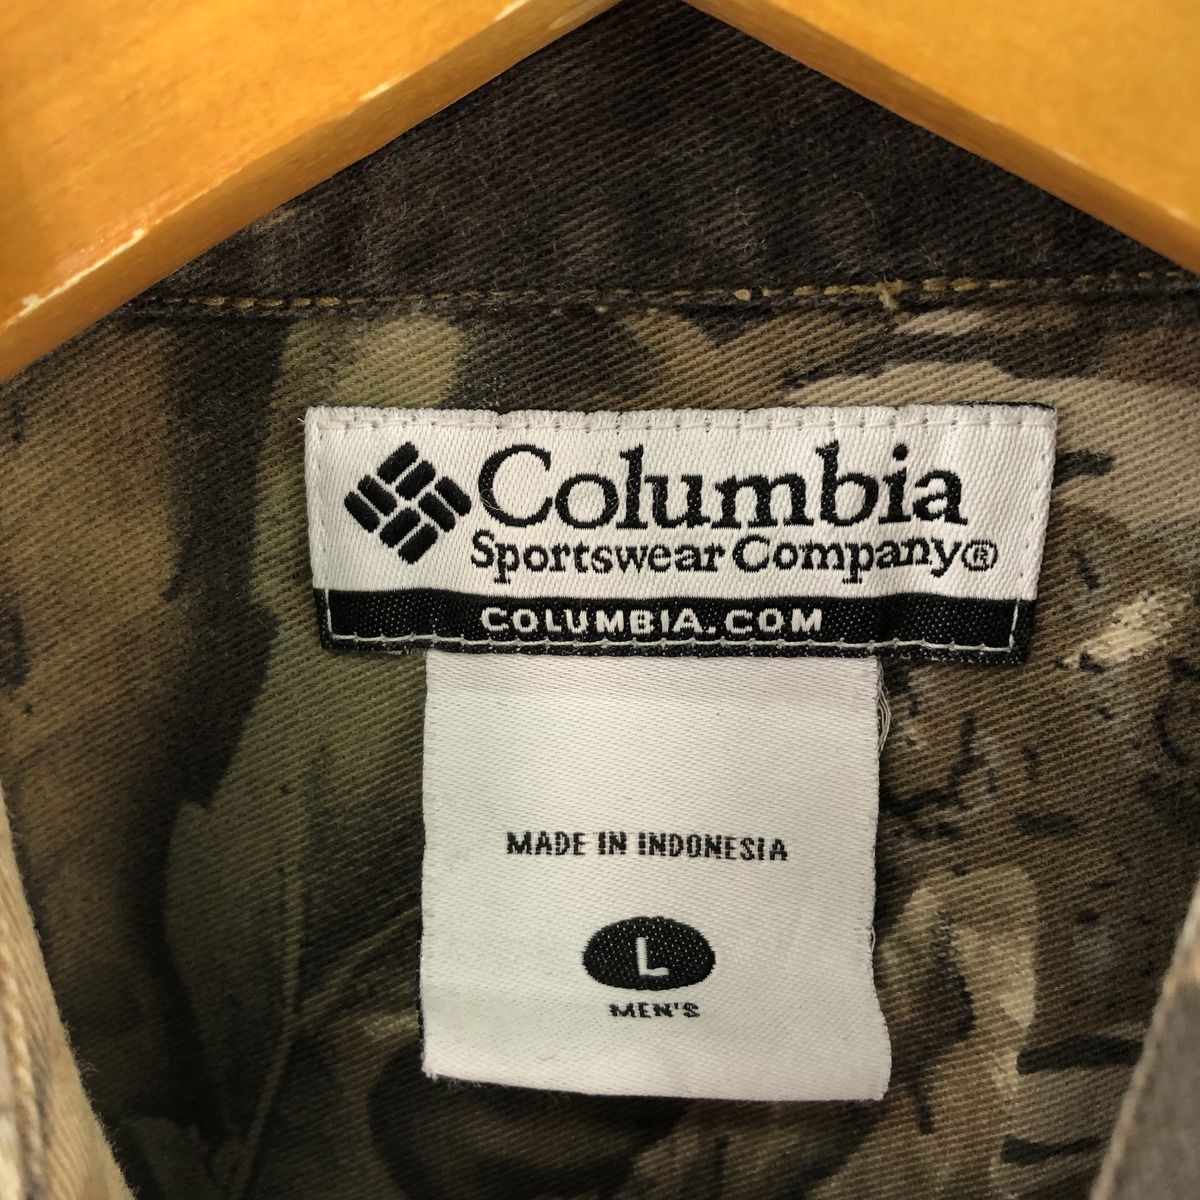 Columbia
Sportswear Company®
COLUMBIA.COM
MADE IN INDONESIA
L
MEN'S